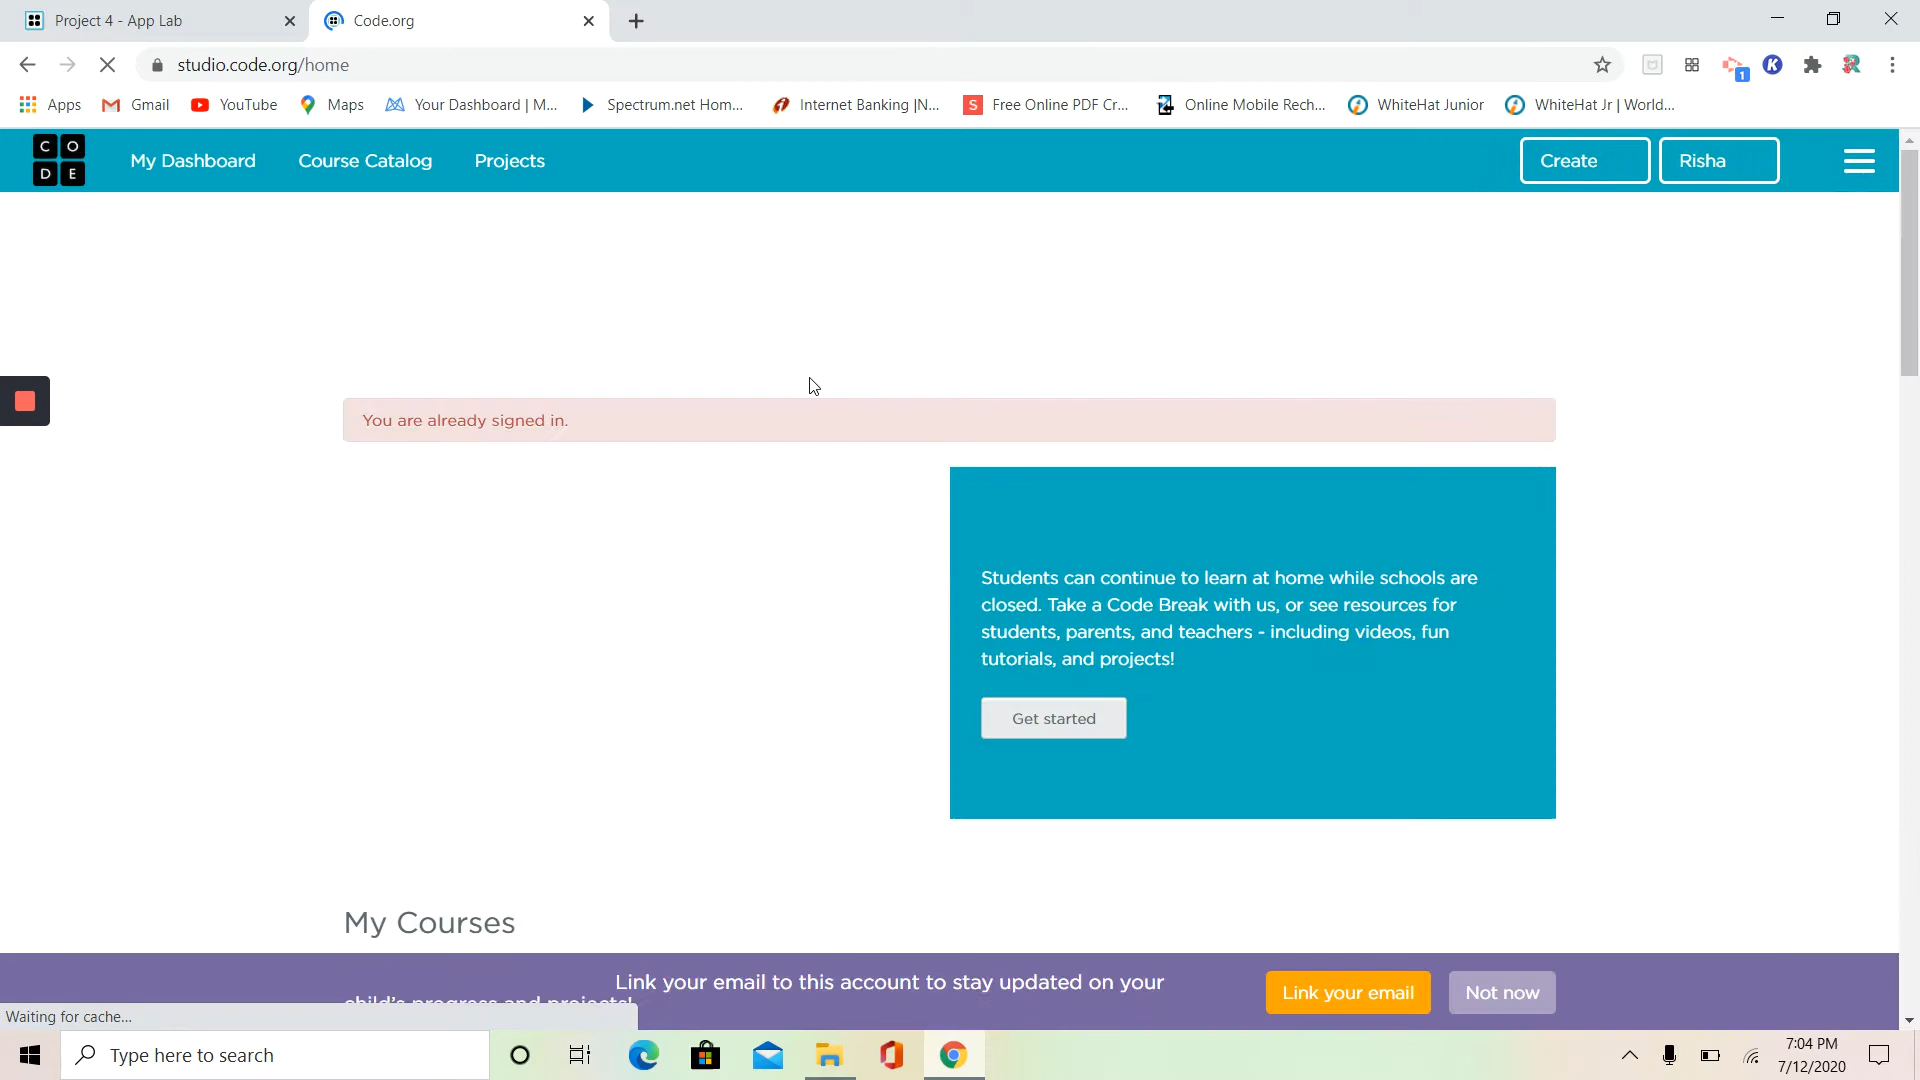 Project 4 - App Lab
Code.org
studio.code.org/home
1
K
Apps
Gmail
YouTube
Maps
Your Dashboard | M...
Spectrum.net Hom...
Internet Banking |N...
S
Free Online PDF Cr...
Online Mobile Rech...
WhiteHat Junior
WhiteHat Jr | World...
C O
D E
My Dashboard
Course Catalog
Projects
Create
Risha
You are already signed in.
Students can continue to learn at home while schools are
closed. Take a Code Break with us, or see resources for
students, parents, and teachers - including videos, fun
tutorials, and projects!
Get started
My Courses
Link your email to this account to stay updated on your
child's progress and projects!
Link your email
Not now
Waiting for cache...
Type here to search
7:04 PM
7/12/2020